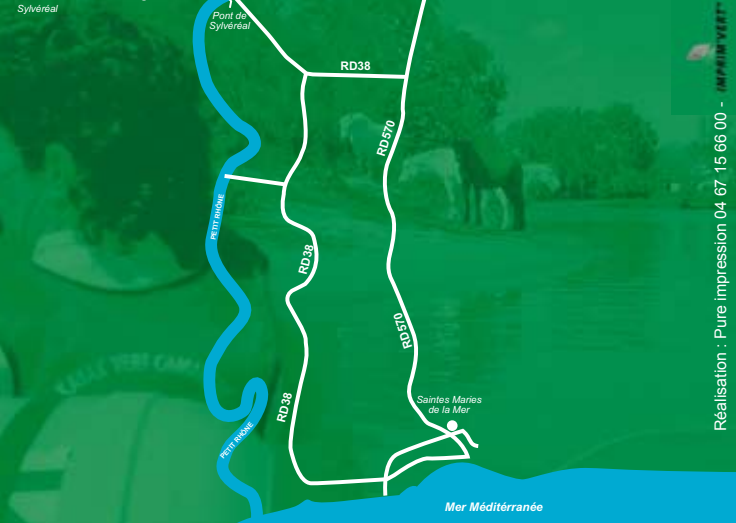 Sylvéréal
Pont de
Sylvéréal
RD38
RD570
PETIT RHÔNE
RD38
RD570
RD38
Saintes Maries
de la Mer
PETIT RHÔNE
Mer Méditérranée
Réalisation : Pure impression 04 67 15 66 00 -
IMPRIM'VERT